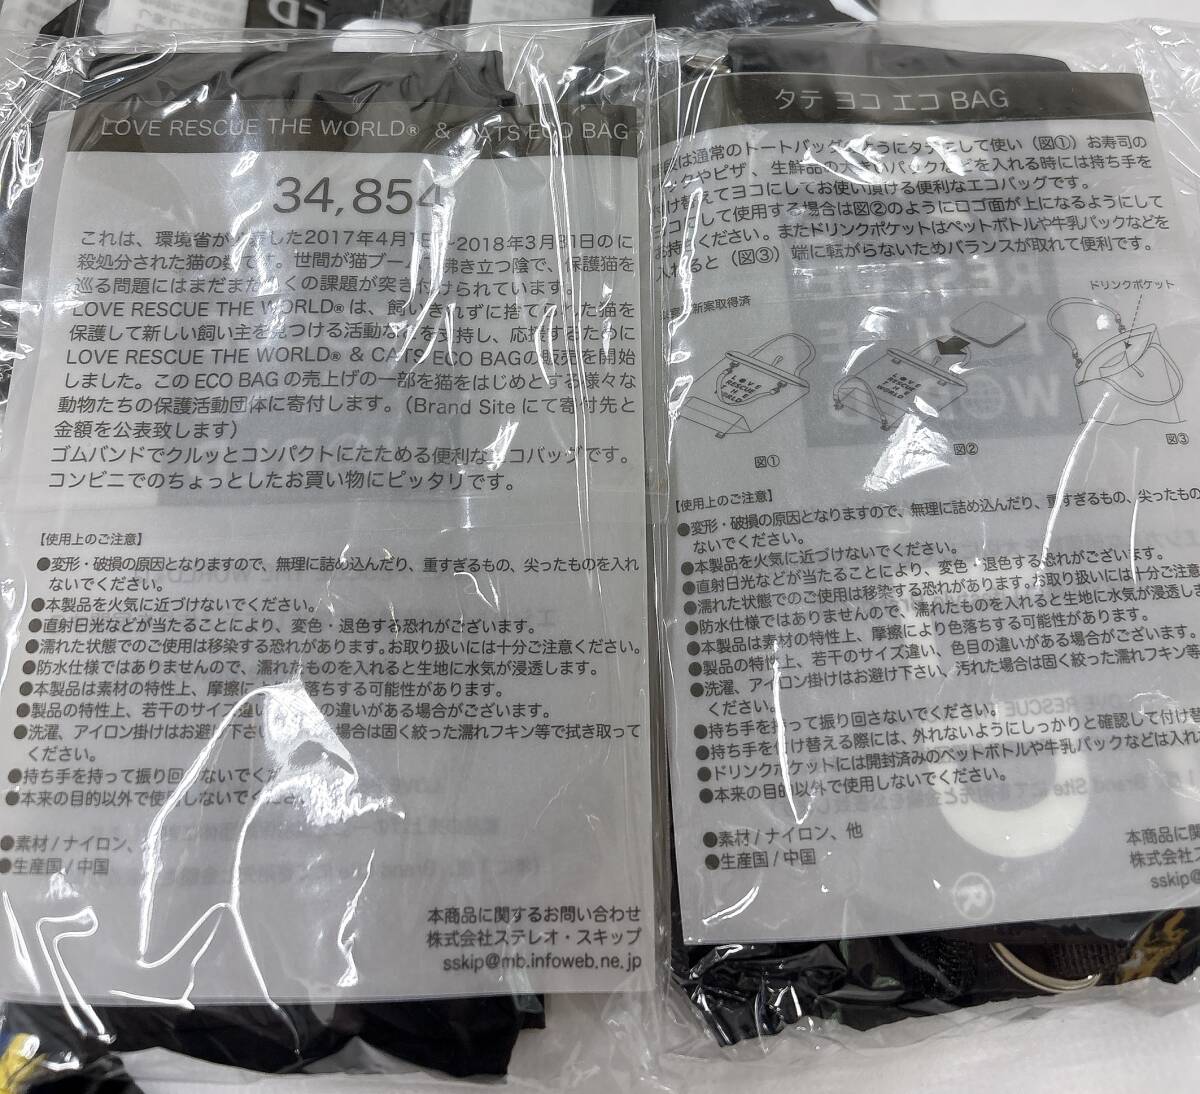 LOVE RESCUE THE WORLD® & CATS ECO BAG
34,854
これは、環境省が した2017年4月1日〜2018年3月31日のに
殺処分された猫の数です。世間が猫ブーム 沸き立つ陰で、保護猫を
巡る問題にはまだまだ くの課題が突き付けられています。
LOVE RESCUE THE WORLD®は、飼いきれずに捨てられた猫を
保護して新しい飼い主を見つける活動などを支持し、応援するために
LOVE RESCUE THE WORLD® & CATS ECO BAGの販売を開始
しました。このECO BAGの売上げの一部を猫をはじめとする様々な
動物たちの保護活動団体に寄付します。（Brand Siteにて寄付先と
金額を公表致します）
ゴムバンドでクルッとコンパクトにたためる便利なエコバッグです。
コンビニでのちょっとしたお買い物にピッタリです。
【使用上のご注意】
●変形・破損の原因となりますので、無理に詰め込んだり、重すぎるもの、尖ったものを入れ
ないでください。
●本製品を火気に近づけないでください。
●直射日光などが当たることにより、変色・退色する恐れがございます。
●濡れた状態でのご使用は移染する恐れがあります。お取り扱いには十分ご注意ください。
●防水仕様ではありませんので、濡れたものを入れると生地に水気が浸透します。
●本製品は素材の特性上、摩擦に 落ちする可能性があります。
●製品の特性上、若干のサイズ違い の違いがある場合がございます。
●洗濯、アイロン掛けはお避け下さい 場合は固く絞った濡れフキン等で拭き取って
ください。
●持ち手を持って振り回さないでくだ
●本来の目的以外で使用しないでください。
●素材/ナイロン、
●生産国/中国
本商品に関するお問い合わせ
株式会社ステレオ・スキップ
sskip@mb.infoweb.ne.jp
タテ ヨコ エコ BAG
は通常のトートバッグのようにタテにして使い（図①）お寿司の
クやピザ、生鮮品の大きいパックなどを入れる時には持ち手を
付け替えてヨコにしてお使い頂ける便利なエコバッグです。
ヨコにして使用する場合は図②のようにロゴ面が上になるようにして
お持ちください。またドリンクポケットはペットボトルや牛乳パックなどを
入れると（図③）端に転がらないためバランスが取れて便利です。
新案取得済
ドリンクポケット
LOVE
RESCUE
THE
WORLD
図①
図②
図③
【使用上のご注意】
●変形・破損の原因となりますので、無理に詰め込んだり、重すぎるもの、尖ったもの
ないでください。
●本製品を火気に近づけないでください。
●直射日光などが当たることにより、変色・退色する恐れがございます。
●濡れた状態でのご使用は移染する恐れがあります。お取り扱いには十分ご注意
●防水仕様ではありませんので、濡れたものを入れると生地に水気が浸透しま
●本製品は素材の特性上、摩擦により色落ちする可能性があります。
●製品の特性上、若干のサイズ違い、色目の違いがある場合がございます。
●洗濯、アイロン掛けはお避け下さい、汚れた場合は固く絞った濡れフキン等
ください。
●持ち手を持って振り回さないでください。
●持ち手を付け替える際には、外れないようにしっかりと確認して付け替
●ドリンクポケットには開封済みのペットボトルや牛乳パックなどは入れ
●本来の目的以外で使用しないでください。
●素材/ナイロン、他
●生産国/中国
本商品に関
株式会社ステ
sskip@